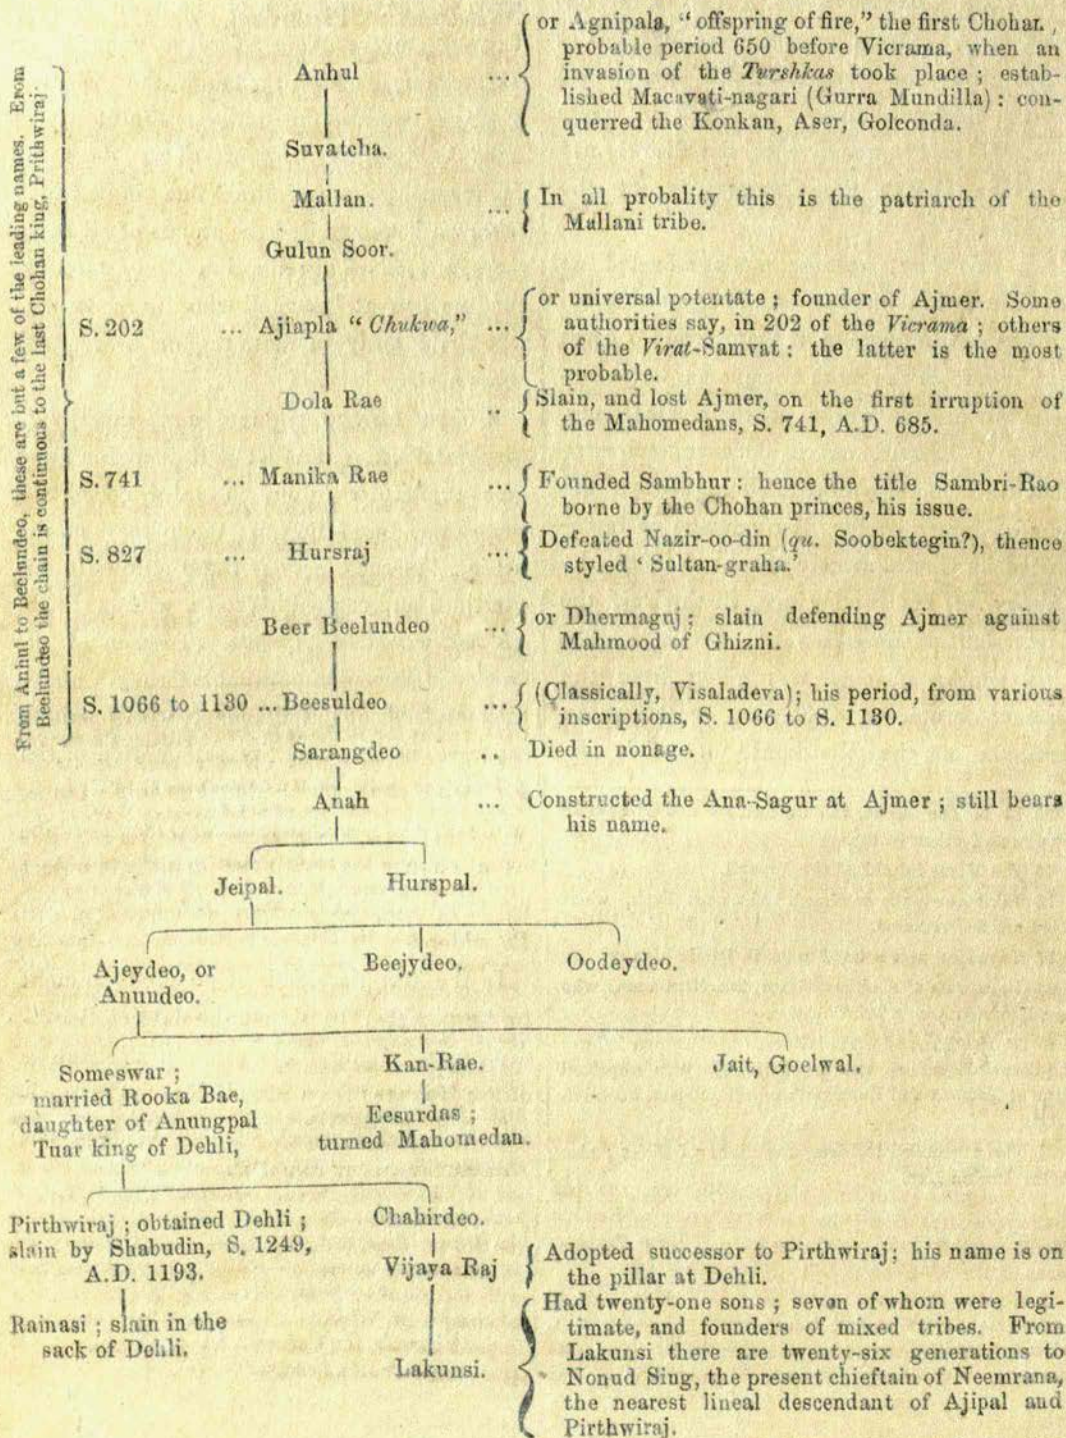 From Anhul to Beelundeo, these are but a few of the leading names. Erom
Beelundeo the chain is continuous to the last Chohan king, Prithwiraj
Anhul ... or Agnipala, “offspring of fire,” the first Chohan,
probable period 650 before Vicrama, when an
invasion of the Turshkas took place ; estab-
lished Macavati-nagari (Gurra Mundilla) : con-
querred the Konkan, Aser, Golconda.
Suvatcha.
Mallan. ... In all probality this is the patriarch of the
Mallani tribe.
Gulun Soor.
S. 202 ... Ajiapla “Chukwa,” ... or universal potentate ; founder of Ajmer. Some
authorities say, in 202 of the Vicrama ; others
of the Virat-Samvat : the latter is the most
probable.
Dola Rae .. Slain, and lost Ajmer, on the first irruption of
the Mahomedans, S. 741, A.D. 685.
S. 741 ... Manika Rae ... Founded Sambhur : hence the title Sambri-Rao
borne by the Chohan princes, his issue.
S. 827 ... Hursraj ... Defeated Nazir-oo-din (qu. Soobektegin?), thence
styled ‘Sultan-graha.’
Beer Beelundeo ... or Dhermaguj ; slain defending Ajmer against
Mahmood of Ghizni.
S. 1066 to 1130 ... Beesuldeo ... (Classically, Visaladeva); his period, from various
inscriptions, S. 1066 to S. 1130.
Sarangdeo .. Died in nonage.
Anah ... Constructed the Ana-Sagur at Ajmer ; still bears
his name.
Jeipal. Hurspal.
Ajeydeo, or Beejydeo. Oodeydeo.
Anundeo.
Someswar ; Kan-Rae. Jait, Goelwal.
married Rooka Bae,
daughter of Anungpal Eesurdas ;
Tuar king of Dehli, turned Mahomedan.
Pirthwiraj ; obtained Dehli ; Chahirdeo.
slain by Shabudin, S. 1249,
A.D. 1193.
Vijaya Raj Adopted successor to Pirthwiraj; his name is on
the pillar at Dehli.
Rainasi ; slain in the
sack of Dehli.
Lakunsi. Had twenty-one sons ; seven of whom were legi-
timate, and founders of mixed tribes. From
Lakunsi there are twenty-six generations to
Nonud Sing, the present chieftain of Neemrana,
the nearest lineal descendant of Ajipal and
Pirthwiraj.